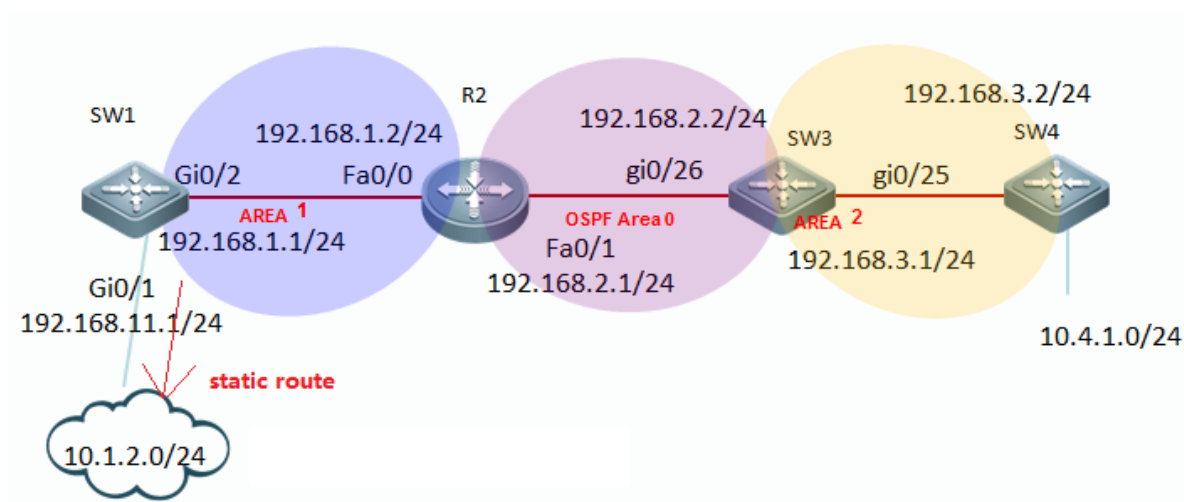 SW1
192.168.1.2/24
R2
192.168.2.2/24
SW3
192.168.3.2/24
SW4
Gi0/2
Fa0/0
gi0/26
gi0/25
AREA 1
192.168.1.1/24
OSPF Area 0
Fa0/1
192.168.2.1/24
AREA 2
192.168.3.1/24
Gi0/1
192.168.11.1/24
static route
10.4.1.0/24
10.1.2.0/24